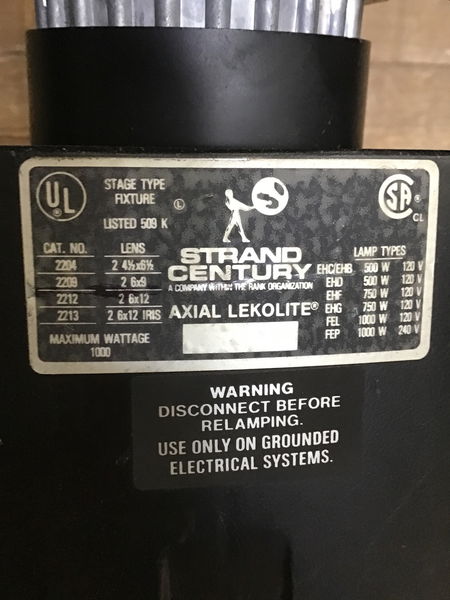 UL ®
STAGE TYPE
FIXTURE
LISTED 509 K
L
S
SA ®
CL
CAT. NO. LENS
2204 2 4½x6½
2209 2 6x9
2212 2 6x12
2213 2 6x12 IRIS
MAXIMUM WATTAGE
1000
STRAND
CENTURY
A COMPANY WITHIN THE RANK ORGANIZATION
AXIAL LEKOLITE®
LAMP TYPES
EHC/EHB 500 W 120 V
EHD 500 W 120 V
EHF 750 W 120 V
EHG 750 W 120 V
FEL 1000 W 120 V
FEP 1000 W 240 V
WARNING
DISCONNECT BEFORE
RELAMPING.
USE ONLY ON GROUNDED
ELECTRICAL SYSTEMS.